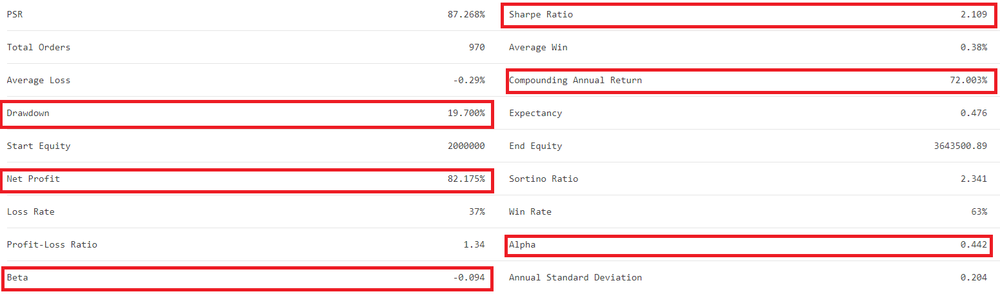 PSR 87.268% Sharpe Ratio 2.109
Total Orders 970 Average Win 0.38%
Average Loss -0.29% Compounding Annual Return 72.003%
Drawdown 19.700% Expectancy 0.476
Start Equity 2000000 End Equity 3643500.89
Net Profit 82.175% Sortino Ratio 2.341
Loss Rate 37% Win Rate 63%
Profit-Loss Ratio 1.34 Alpha 0.442
Beta -0.094 Annual Standard Deviation 0.204